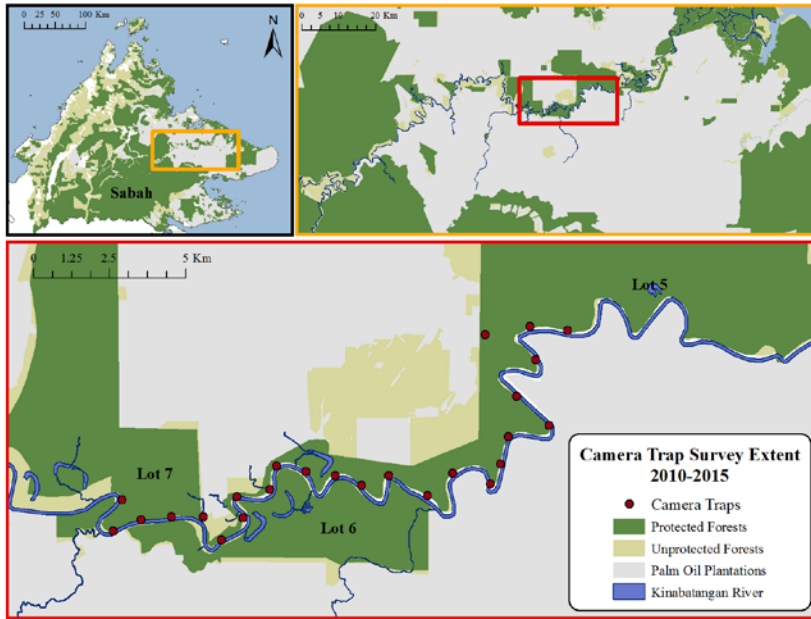 0 25 50 100 Km
N
Sabah
0 5 10 20 Km
0 1.25 2.5 5 Km
Lot 5
Lot 7
Lot 6
Camera Trap Survey Extent
2010-2015
Camera Traps
Protected Forests
Unprotected Forests
Palm Oil Plantations
Kinabatangan River